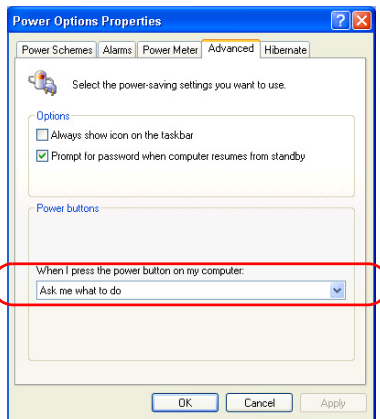 Power Options Properties
Power Schemes Alarms Power Meter Advanced Hibernate
Select the power-saving settings you want to use.
Options
Always show icon on the taskbar
Prompt for password when computer resumes from standby
Power buttons
When I press the power button on my computer:
Ask me what to do
OK Cancel Apply